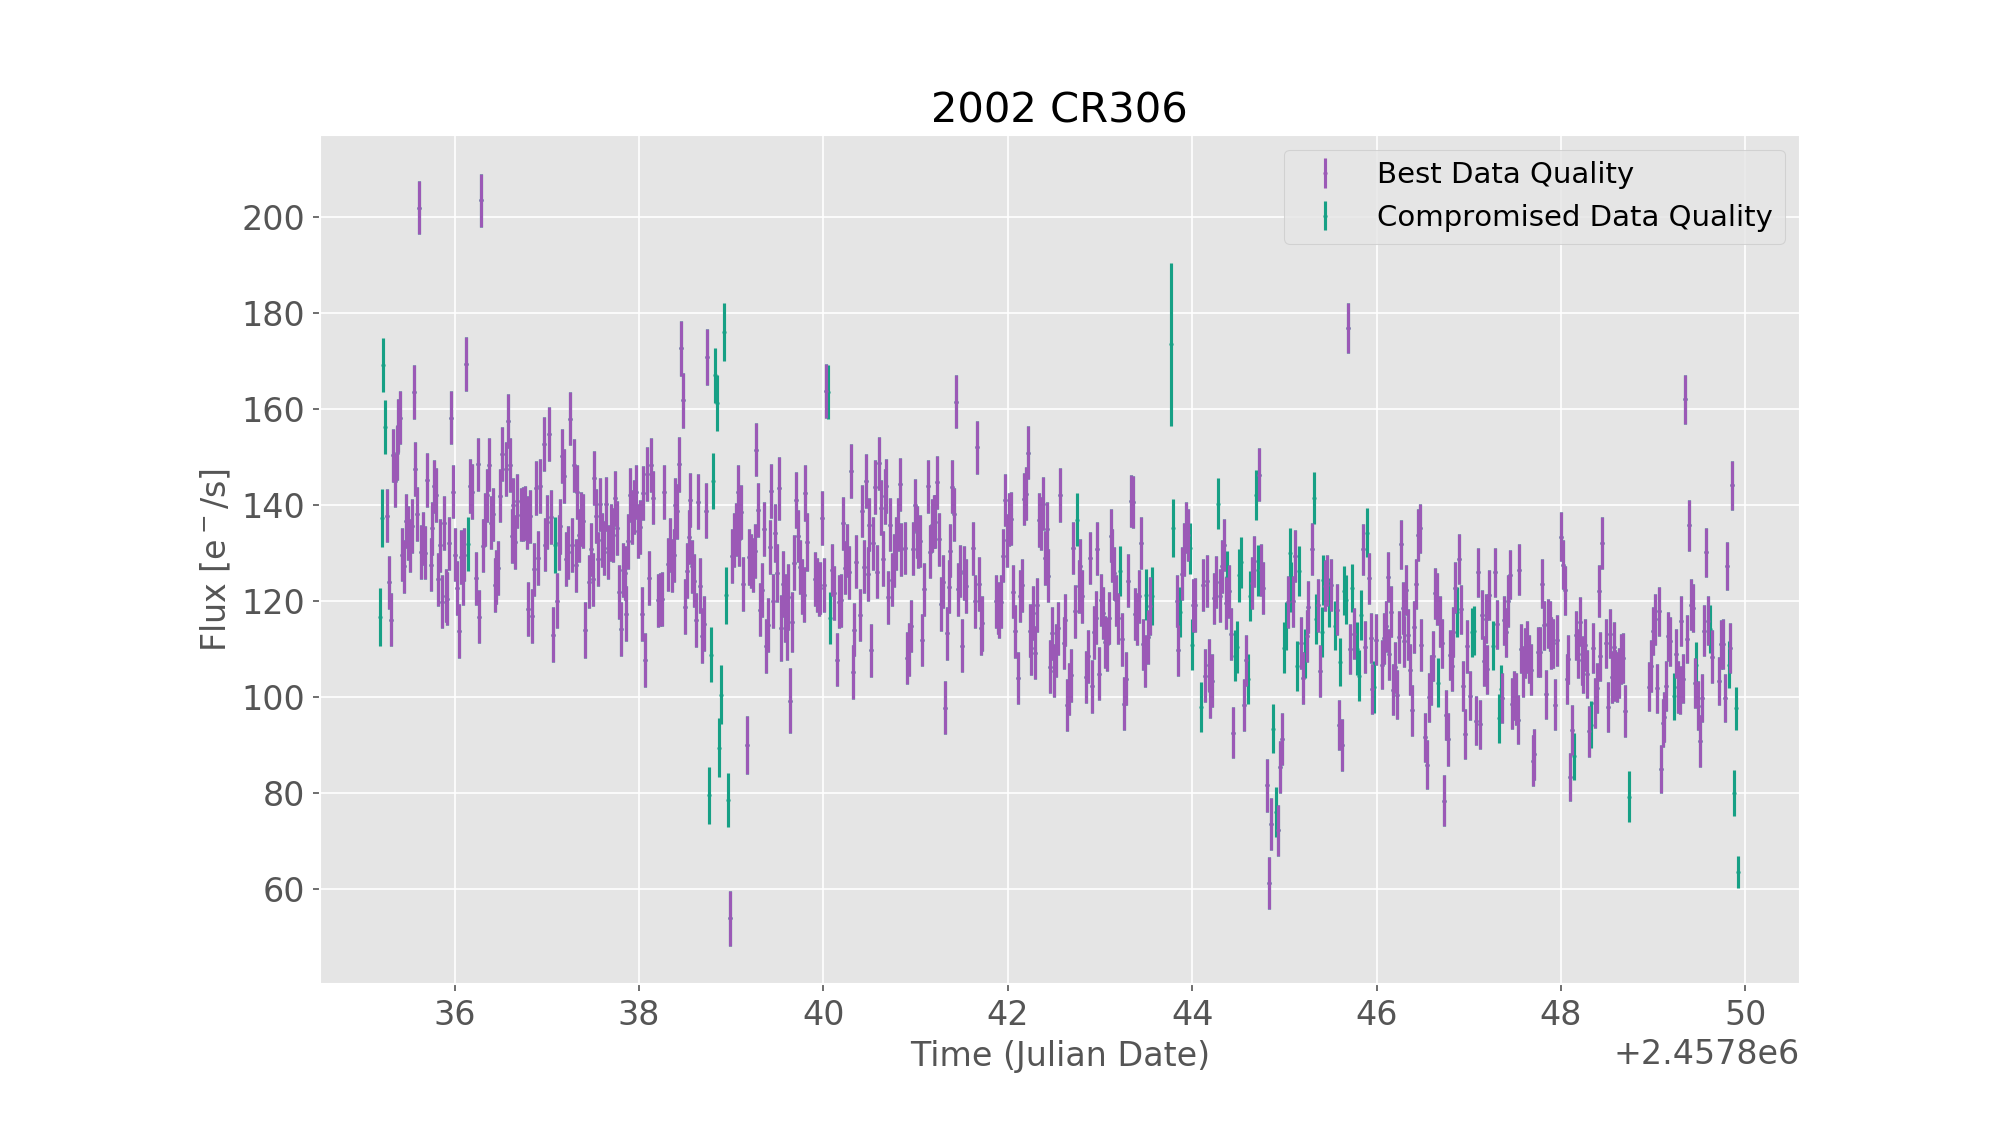 2002 CR306
Best Data Quality
Compromised Data Quality
Flux [e⁻/s]
200
180
160
140
120
100
80
60
36 38 40 42 44 46 48 50
Time (Julian Date)
+2.4578e6